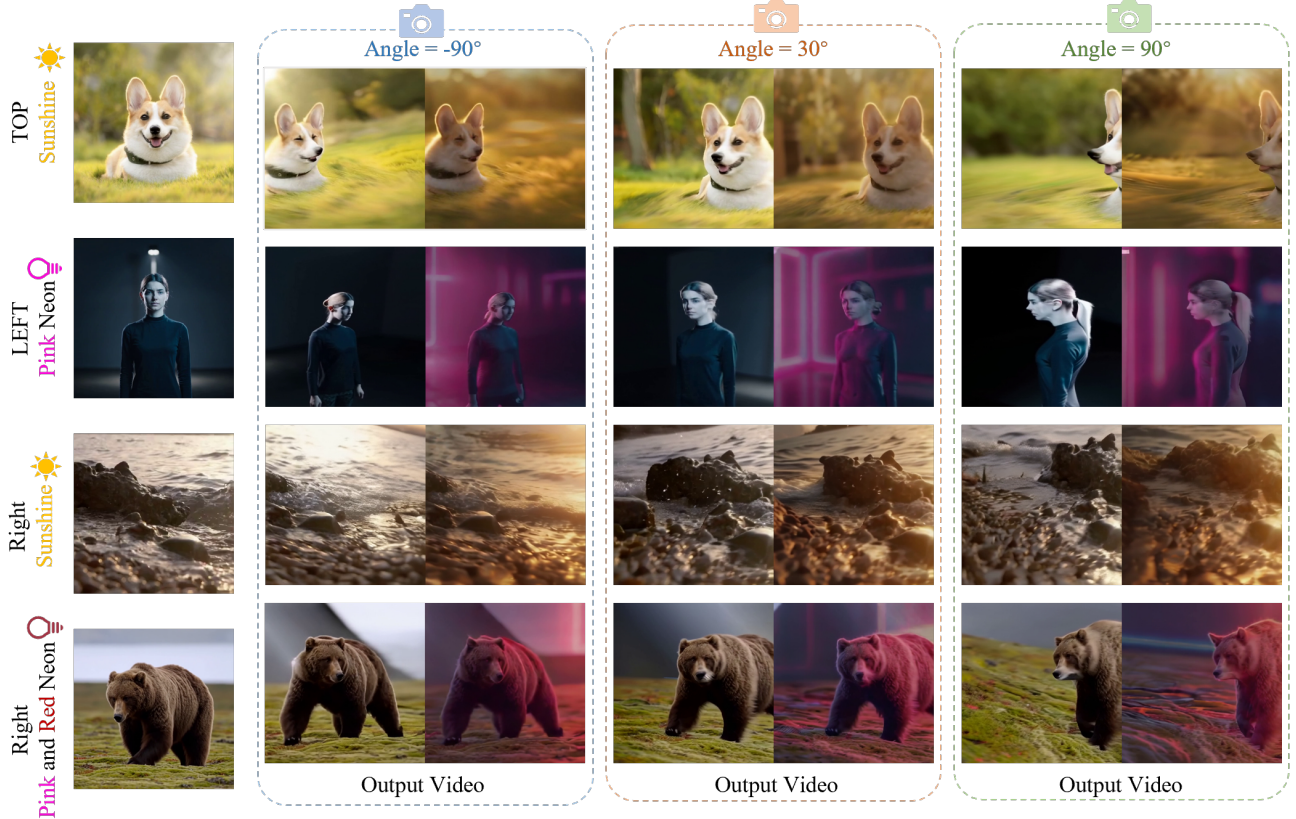 Angle = -90°
Angle = 30°
Angle = 90°
TOP
Sunshine
LEFT
Pink Neon
Right
Sunshine
Right
Pink and Red Neon
Output Video
Output Video
Output Video